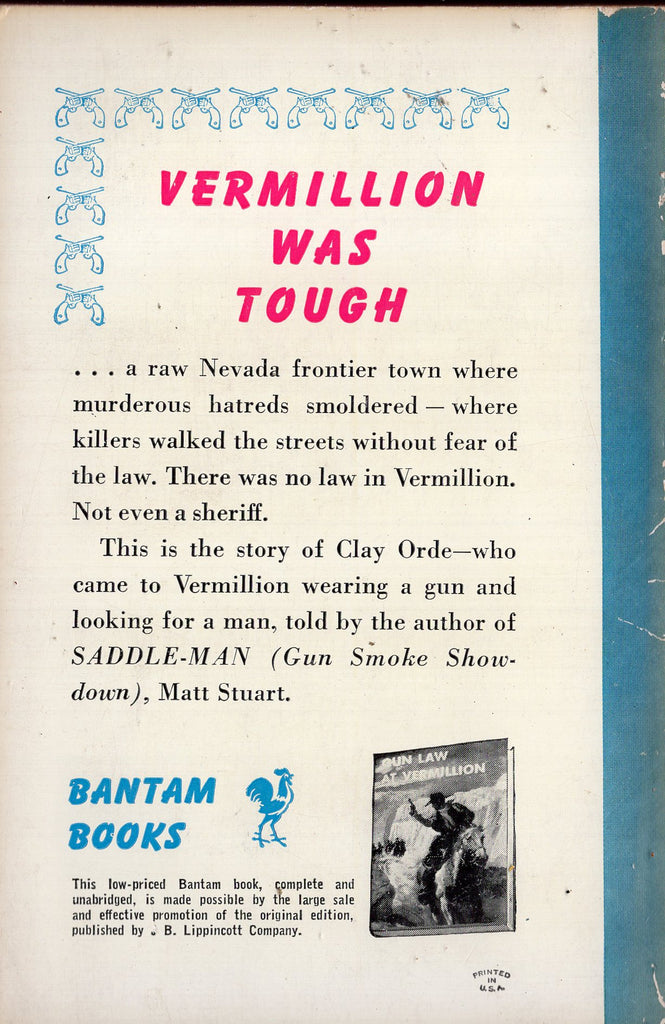 VERMILLION
WAS
TOUGH
. . . a raw Nevada frontier town where
murderous hatreds smoldered — where
killers walked the streets without fear of
the law. There was no law in Vermillion.
Not even a sheriff.
This is the story of Clay Orde—who
came to Vermillion wearing a gun and
looking for a man, told by the author of
SADDLE-MAN (Gun Smoke Show-
down), Matt Stuart.
BANTAM
BOOKS
GUN LAW
AT VERMILLION
This low-priced Bantam book, complete and
unabridged, is made possible by the large sale
and effective promotion of the original edition,
published by . B. Lippincott Company.
PRINTED
IN
U.S.A